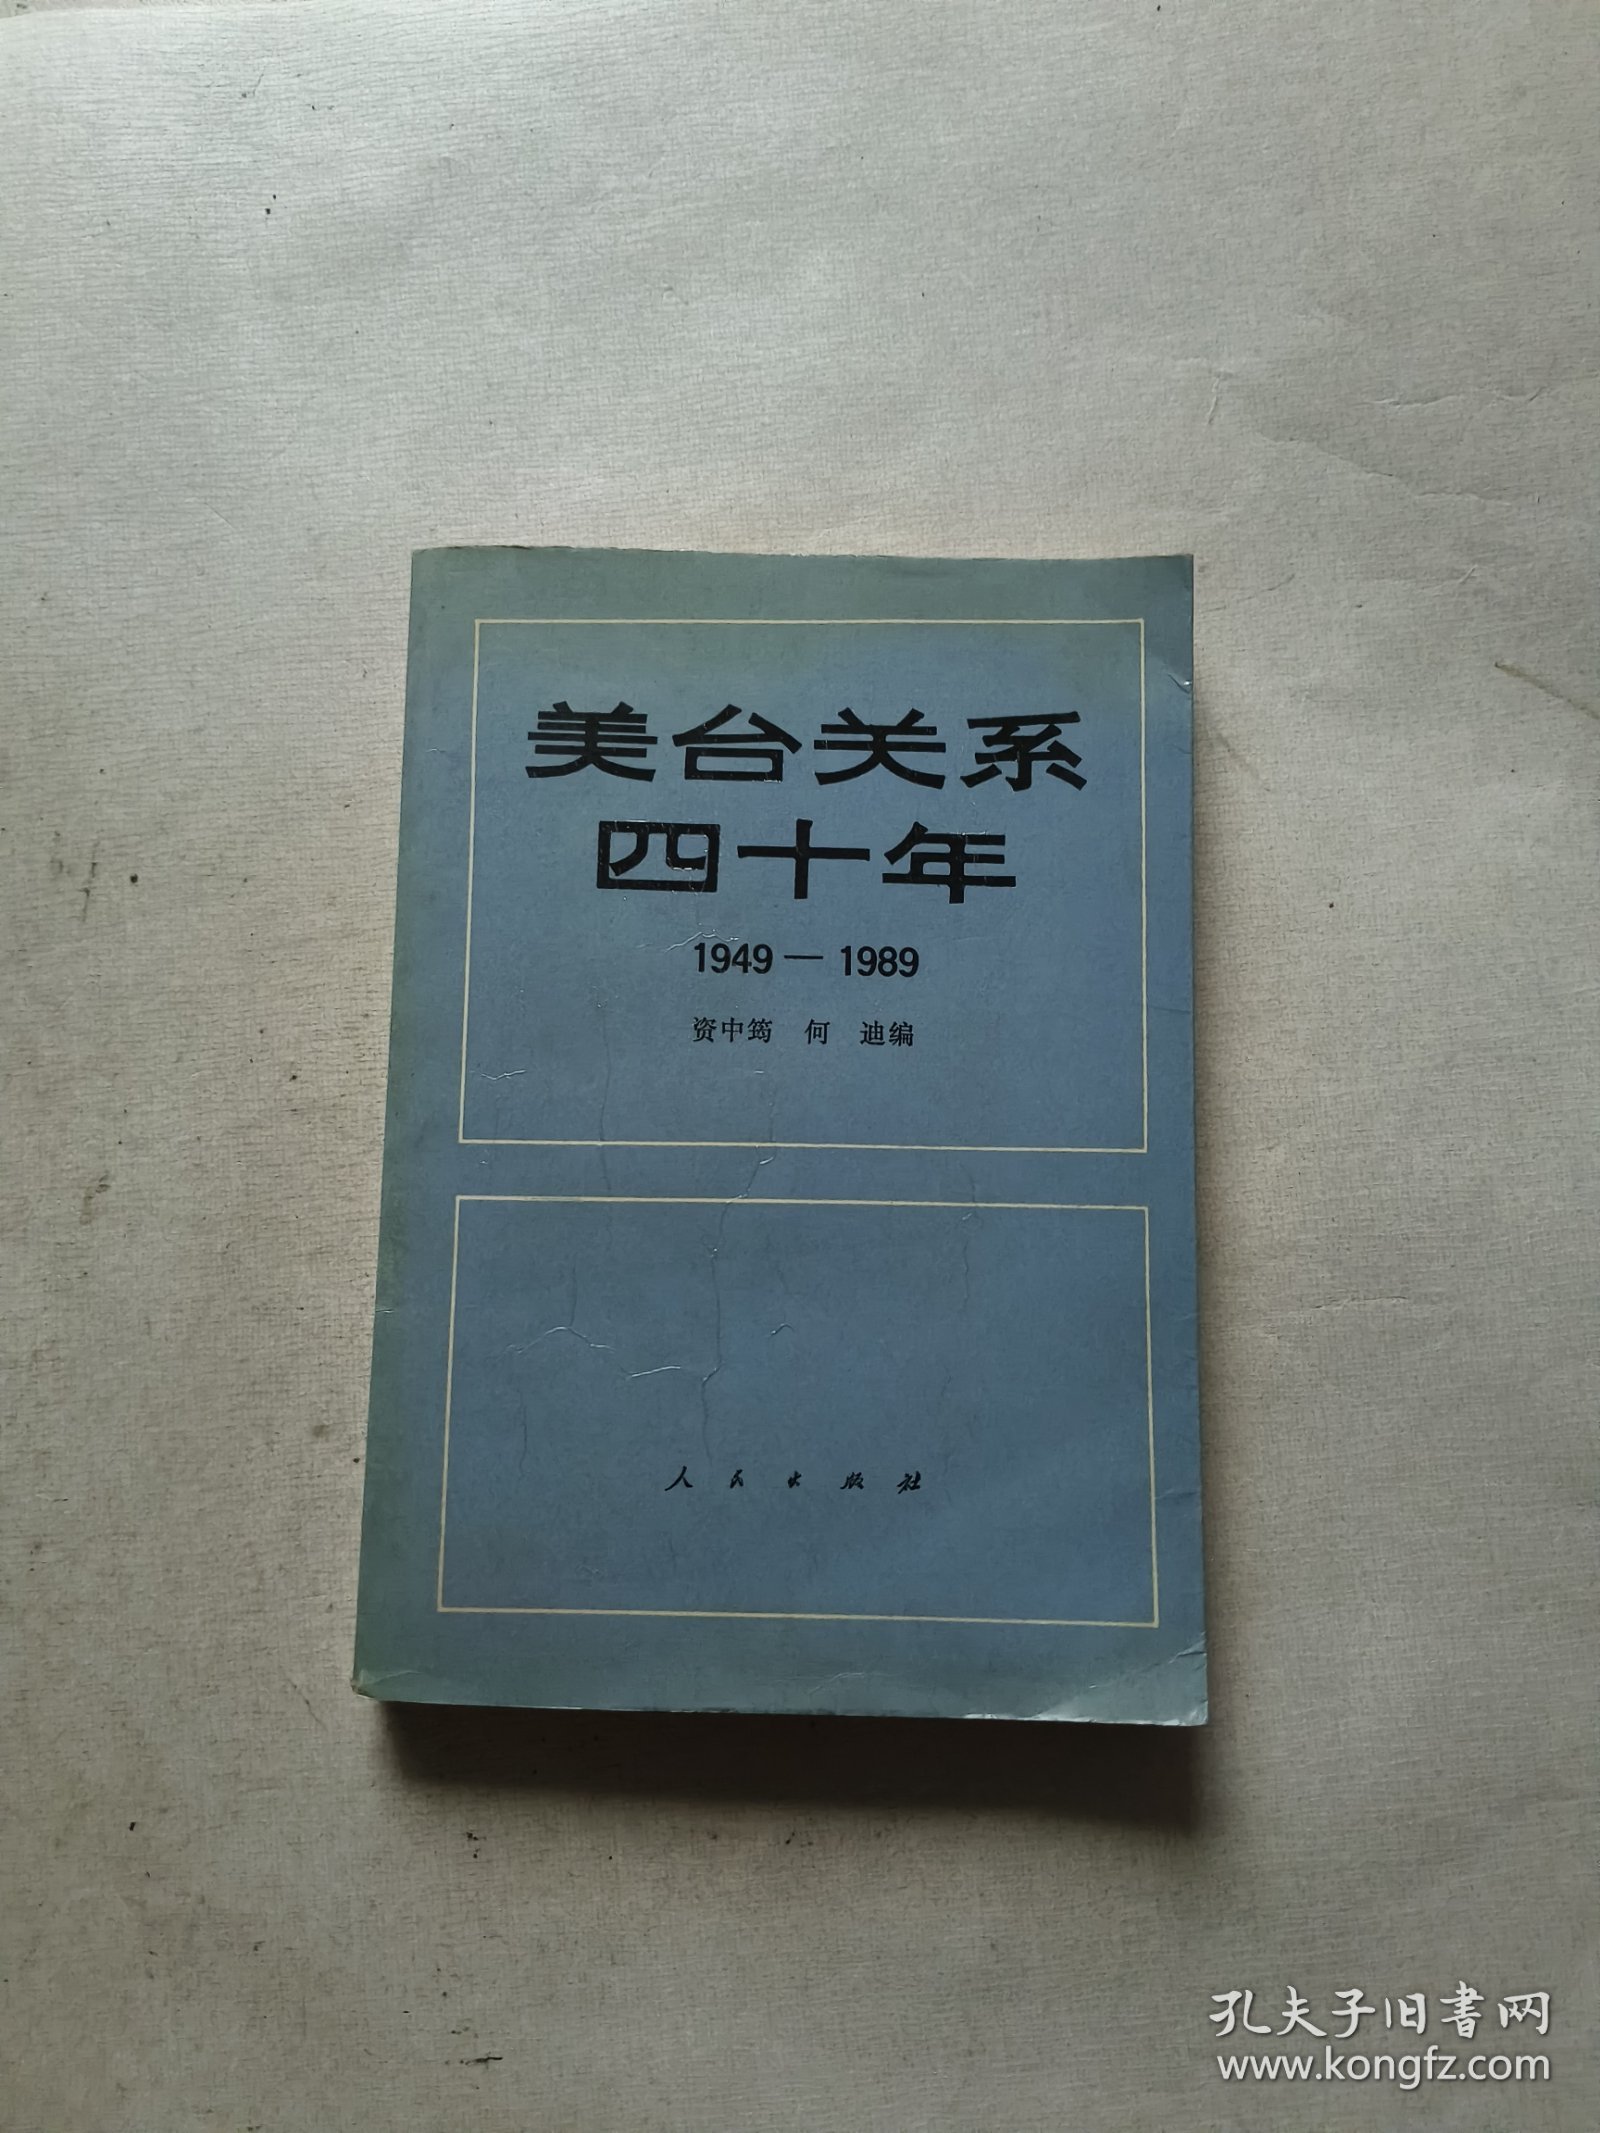 美台关系
四十年
1949—1989
资中筠 何 迪编
人民出版社
孔夫子旧书网
www.kongfz.com